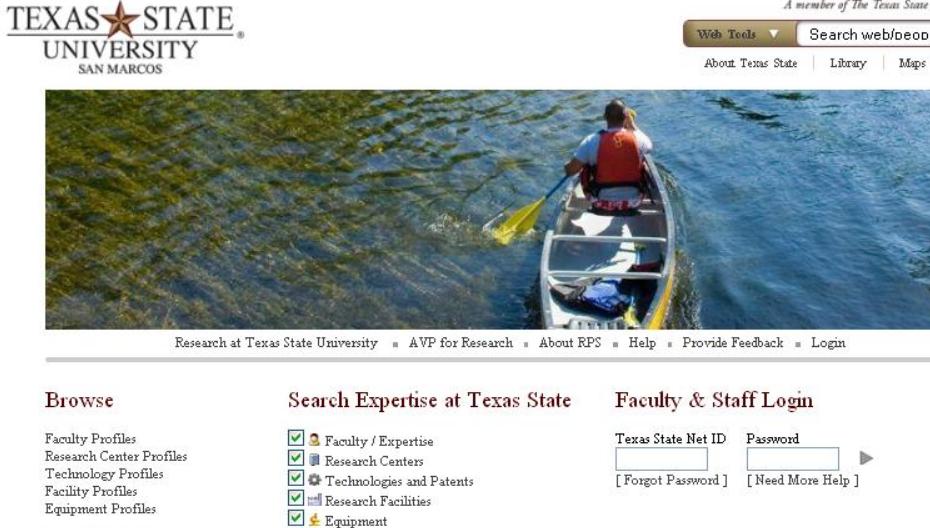 TEXAS STATE
UNIVERSITY®
SAN MARCOS
A member of The Texas State
Web Tools ▼ Search web/peop
About Texas State | Library | Maps
Research at Texas State University ▪ AVP for Research ▪ About RPS ▪ Help ▪ Provide Feedback ▪ Login
Browse
Faculty Profiles
Research Center Profiles
Technology Profiles
Facility Profiles
Equipment Profiles
Search Expertise at Texas State
Faculty / Expertise
Research Centers
Technologies and Patents
Research Facilities
Equipment
Faculty & Staff Login
Texas State Net ID Password
[ Forgot Password ] [ Need More Help ]